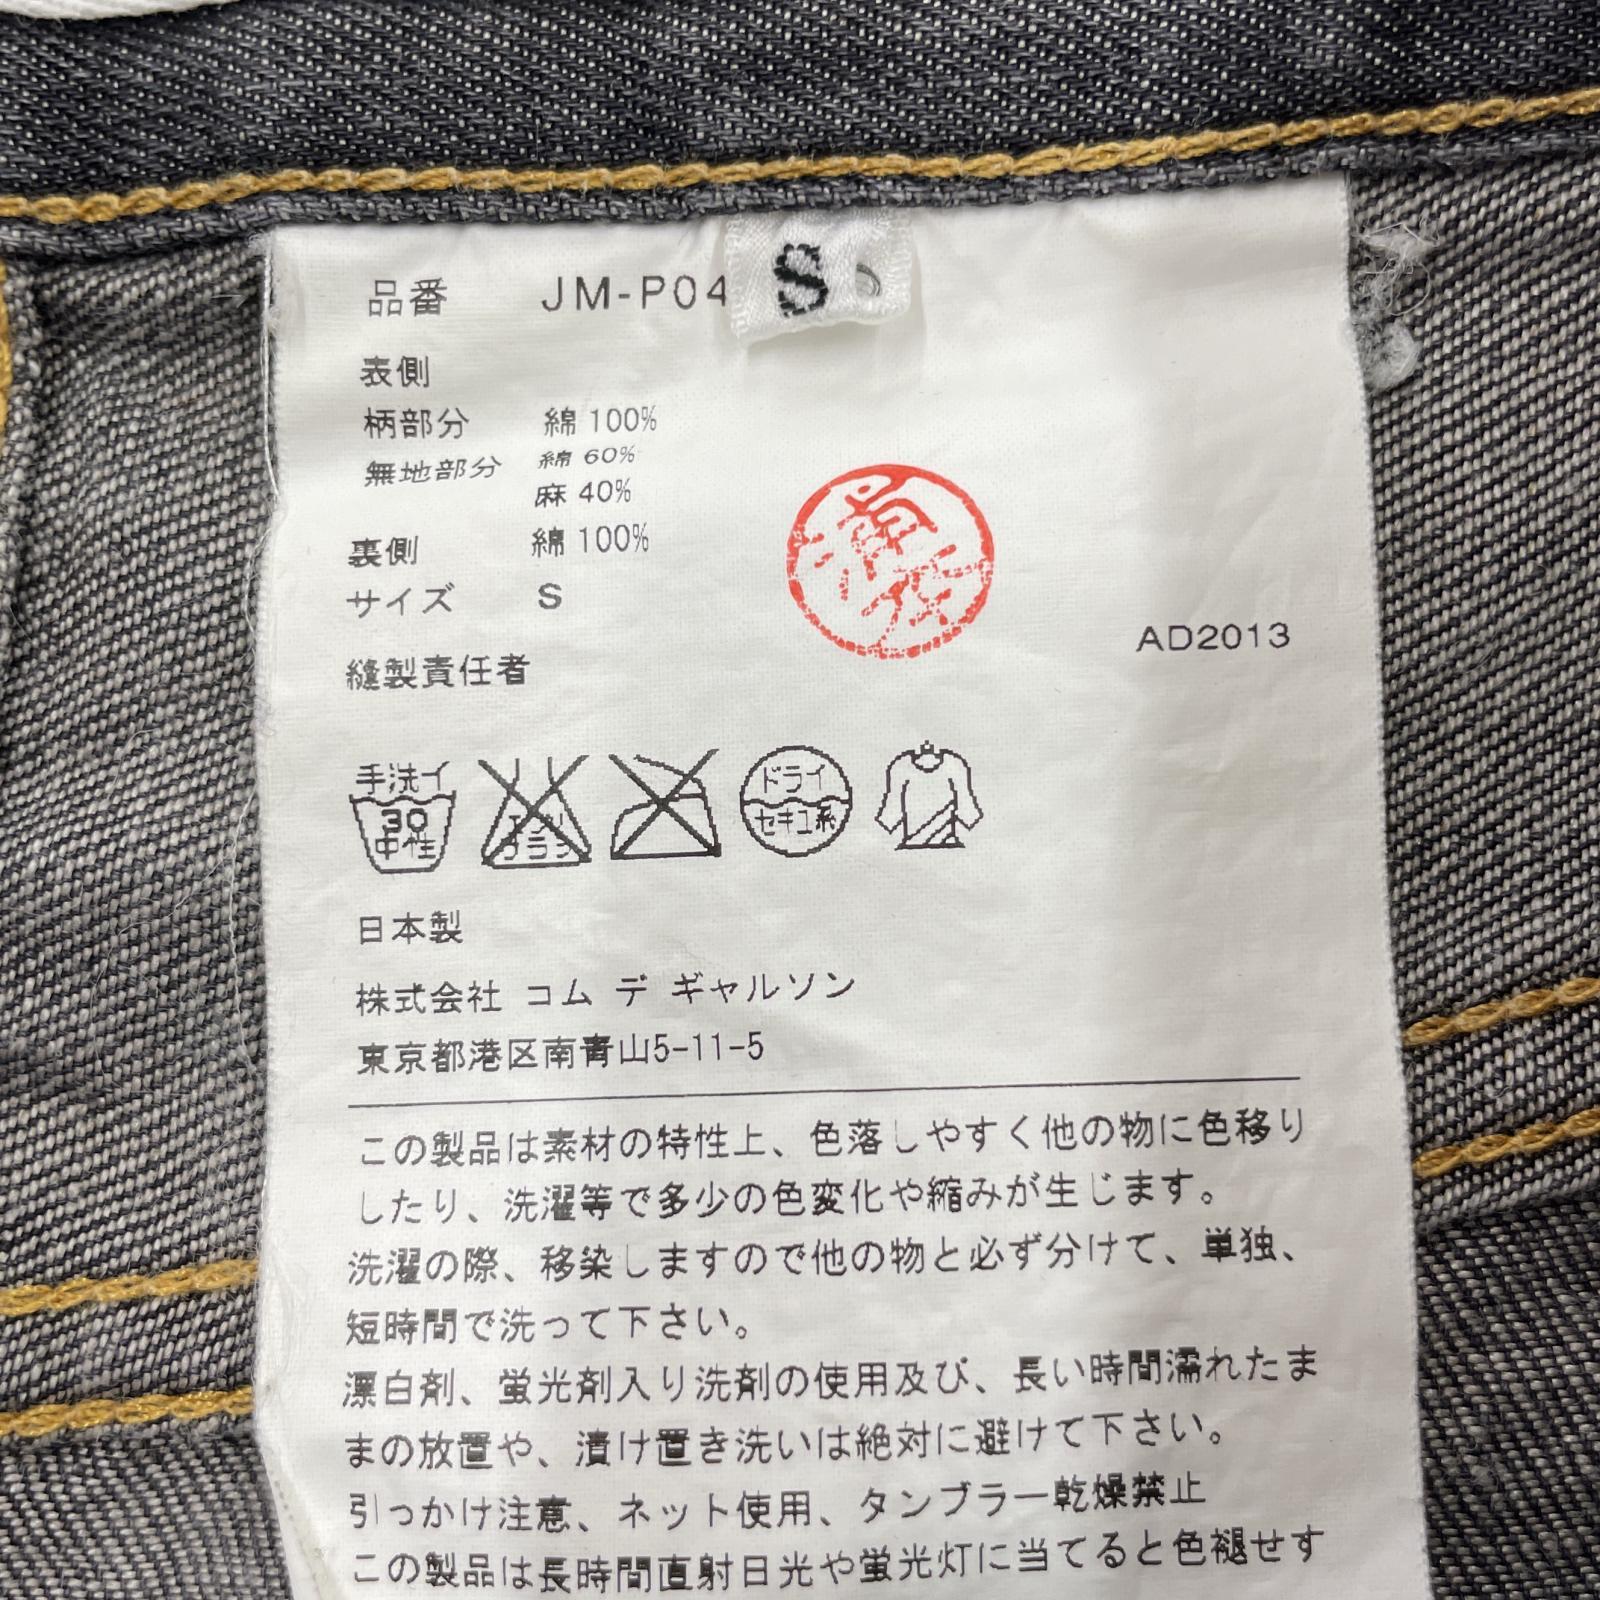 品番 JM-P04
S
表側
柄部分 綿 100%
無地部分 綿 60%
麻 40%
裏側 綿 100%
サイズ S
AD2013
縫製責任者
手洗イ
30
中性
ドライ
セキユ系
日本製
株式会社 コム デ ギャルソン
東京都港区南青山5-11-5
この製品は素材の特性上、色落しやすく他の物に色移り
したり、洗濯等で多少の色変化や縮みが生じます。
洗濯の際、移染しますので他の物と必ず分けて、単独、
短時間で洗って下さい。
漂白剤、蛍光剤入り洗剤の使用及び、長い時間濡れたま
まの放置や、漬け置き洗いは絶対に避けて下さい。
引っかけ注意、ネット使用、タンブラー乾燥禁止
この製品は長時間直射日光や蛍光灯に当てると色褪せす